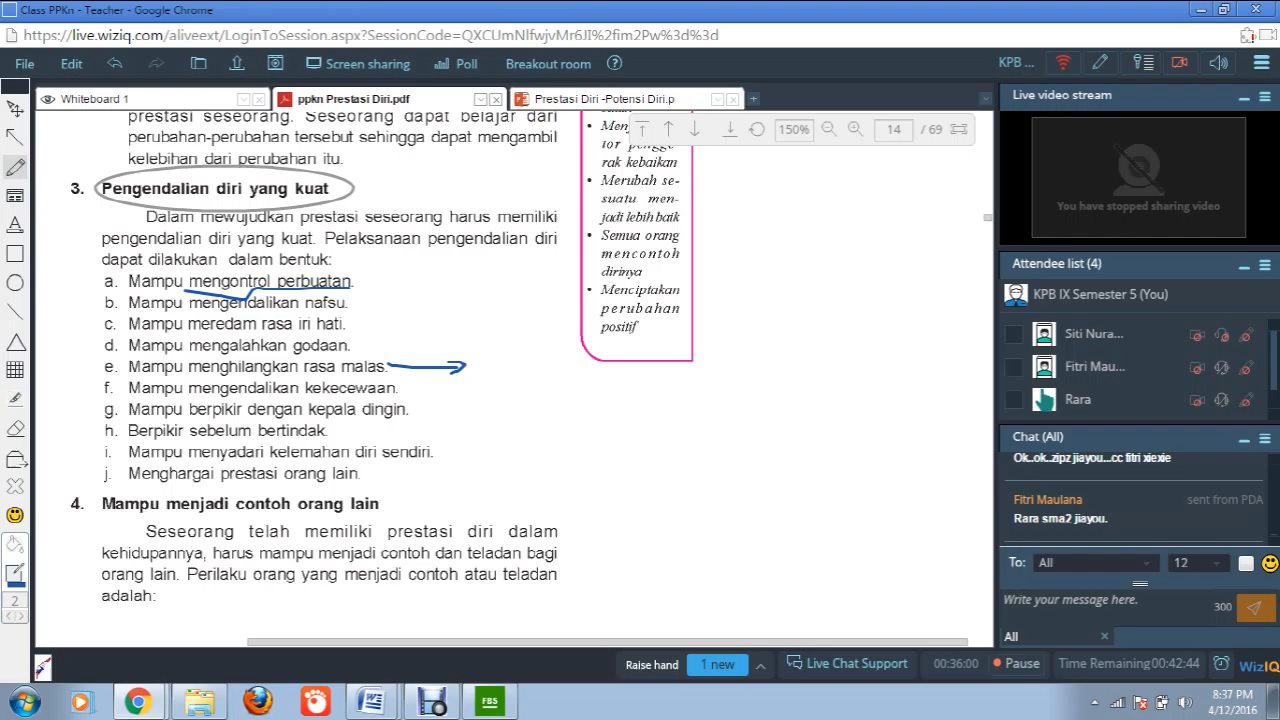 Class PPKn - Teacher - Google Chrome
https://live.wiziq.com/aliveext/LoginToSession.aspx?SessionCode=QXCUmNlfwjvMr6JI%2fim2Pw%3d%3d
File Edit Screen sharing Poll Breakout room KPB ...
Whiteboard 1 ppkn Prestasi Diri.pdf Prestasi Diri -Potensi Diri.p
150% 14 / 69
prestasi seseorang. Seseorang dapat belajar dari
perubahan-perubahan tersebut sehingga dapat mengambil
kelebihan dari perubahan itu.
3. Pengendalian diri yang kuat
Dalam mewujudkan prestasi seseorang harus memiliki
pengendalian diri yang kuat. Pelaksanaan pengendalian diri
dapat dilakukan dalam bentuk:
a. Mampu mengontrol perbuatan.
b. Mampu mengendalikan nafsu.
c. Mampu meredam rasa iri hati.
d. Mampu mengalahkan godaan.
e. Mampu menghilangkan rasa malas.
f. Mampu mengendalikan kekecewaan.
g. Mampu berpikir dengan kepala dingin.
h. Berpikir sebelum bertindak.
i. Mampu menyadari kelemahan diri sendiri.
j. Menghargai prestasi orang lain.
4. Mampu menjadi contoh orang lain
Seseorang telah memiliki prestasi diri dalam
kehidupannya, harus mampu menjadi contoh dan teladan bagi
orang lain. Perilaku orang yang menjadi contoh atau teladan
adalah:
tor pengge
rak kebaikan
• Merubah se-
suatu men-
jadi lebih baik
• Semua orang
mencontoh
dirinya
• Menciptakan
perubahan
positif
Live video stream
You have stopped sharing video
Attendee list (4)
KPB IX Semester 5 (You)
Siti Nura...
Fitri Mau...
Rara
Chat (All)
Ok..ok..zipz jiayou...cc fitri xiexie
Fitri Maulana sent from PDA
Rara sma2 jiayou.
To: All 12
Write your message here. 300
All
2
Raise hand 1 new Live Chat Support 00:36:00 Pause Time Remaining 00:42:44 WizIQ
FBS
8:37 PM
4/12/2016